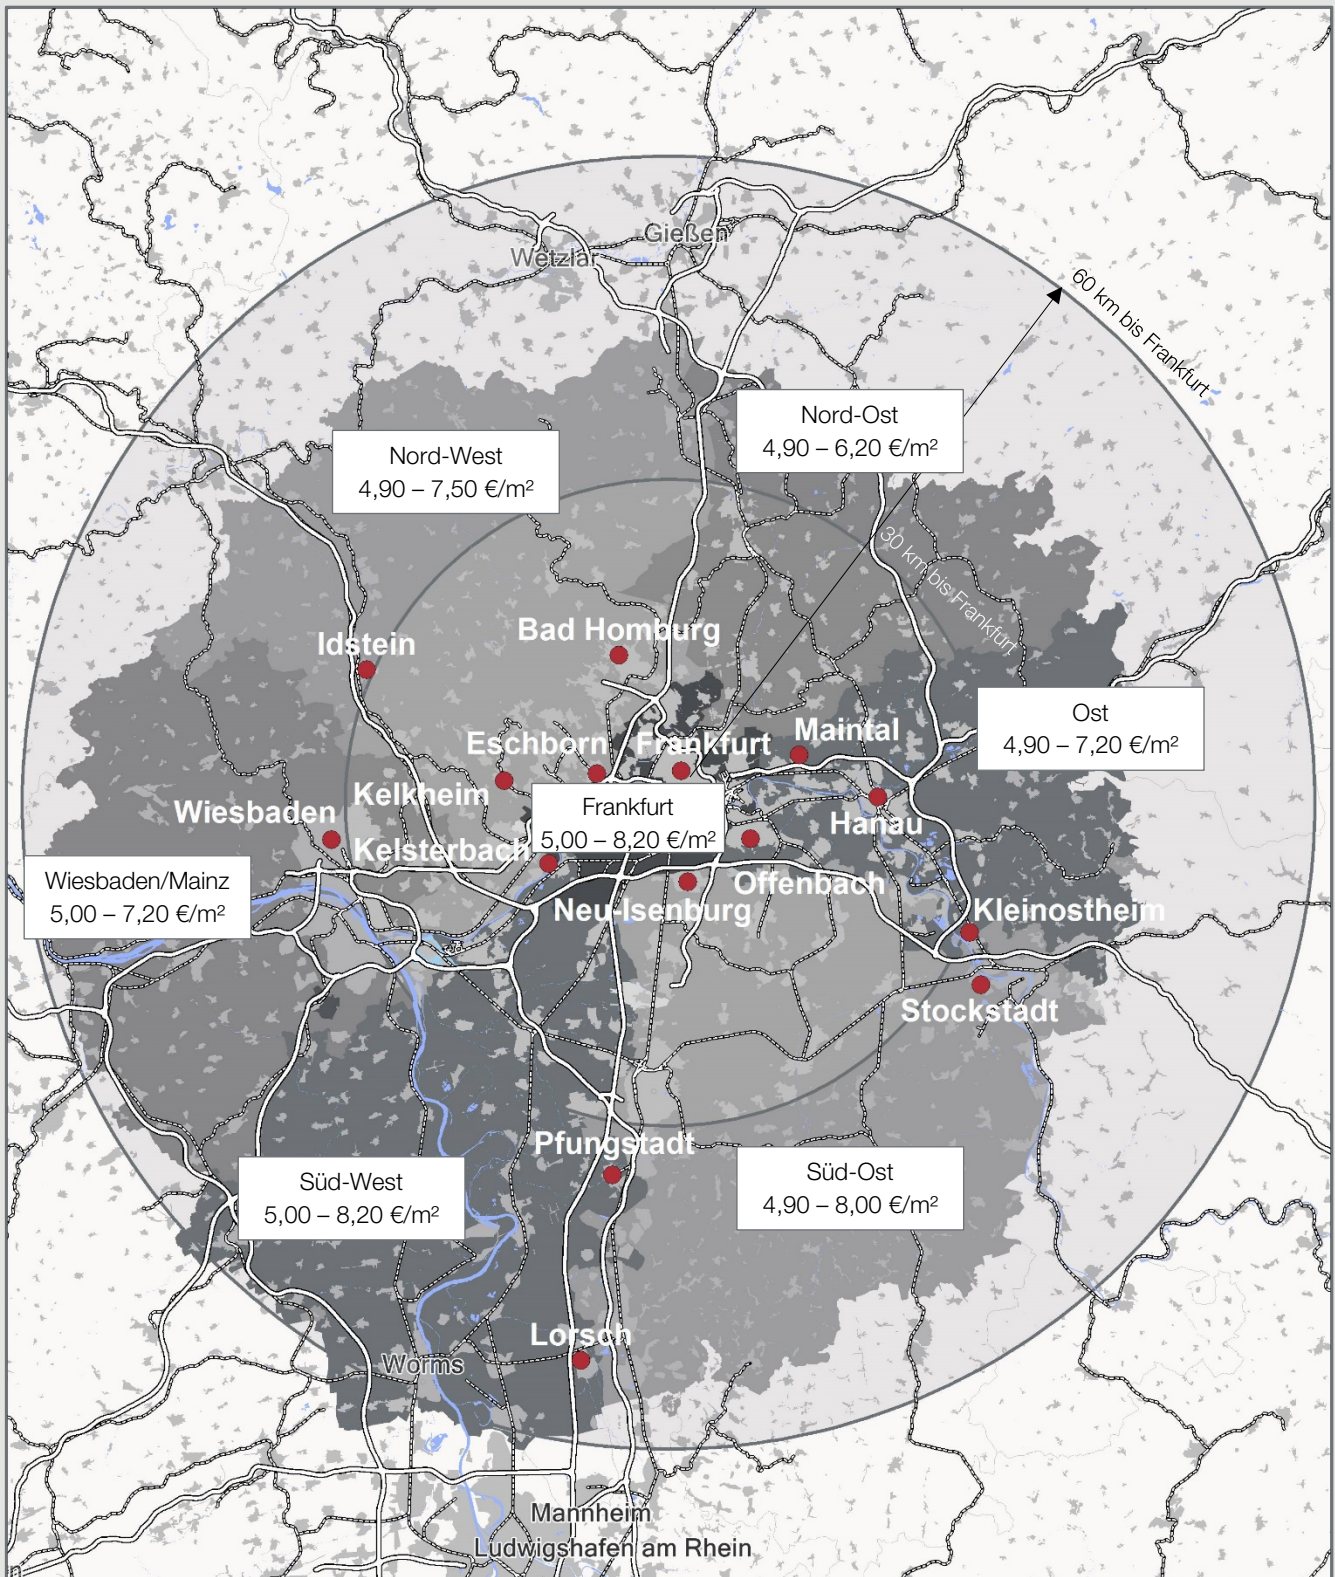 Gießen
Wetzlar
60 km bis Frankfurt
Nord-Ost
4,90 – 6,20 €/m²
Nord-West
4,90 – 7,50 €/m²
30 km bis Frankfurt
Bad Homburg
Idstein
Ost
4,90 – 7,20 €/m²
Maintal
Eschborn
Frankfurt
Kelkheim
Frankfurt
5,00 – 8,20 €/m²
Wiesbaden
Hanau
Kelsterbach
Wiesbaden/Mainz
5,00 – 7,20 €/m²
Offenbach
Neu-Isenburg
Kleinostheim
Stockstadt
Pfungstadt
Süd-West
5,00 – 8,20 €/m²
Süd-Ost
4,90 – 8,00 €/m²
Lorsch
Worms
Mannheim
Ludwigshafen am Rhein